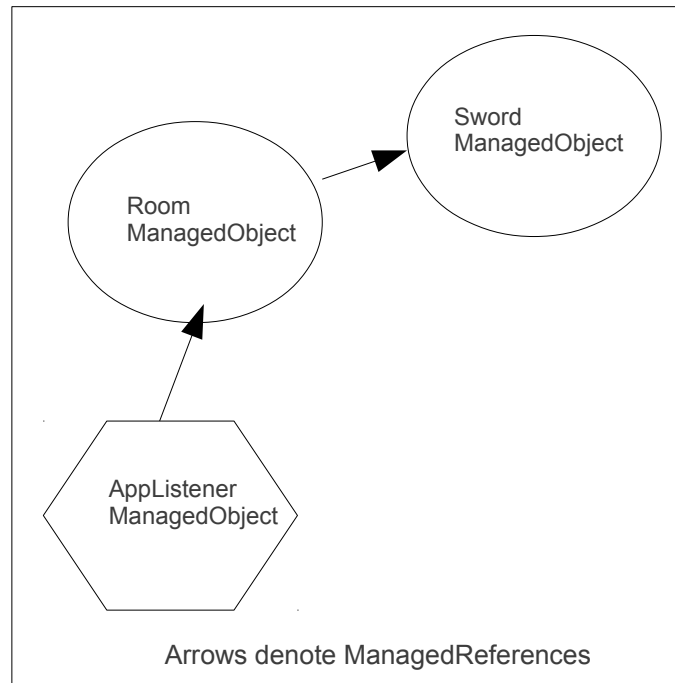 Sword
ManagedObject
Room
ManagedObject
AppListener
ManagedObject
Arrows denote ManagedReferences